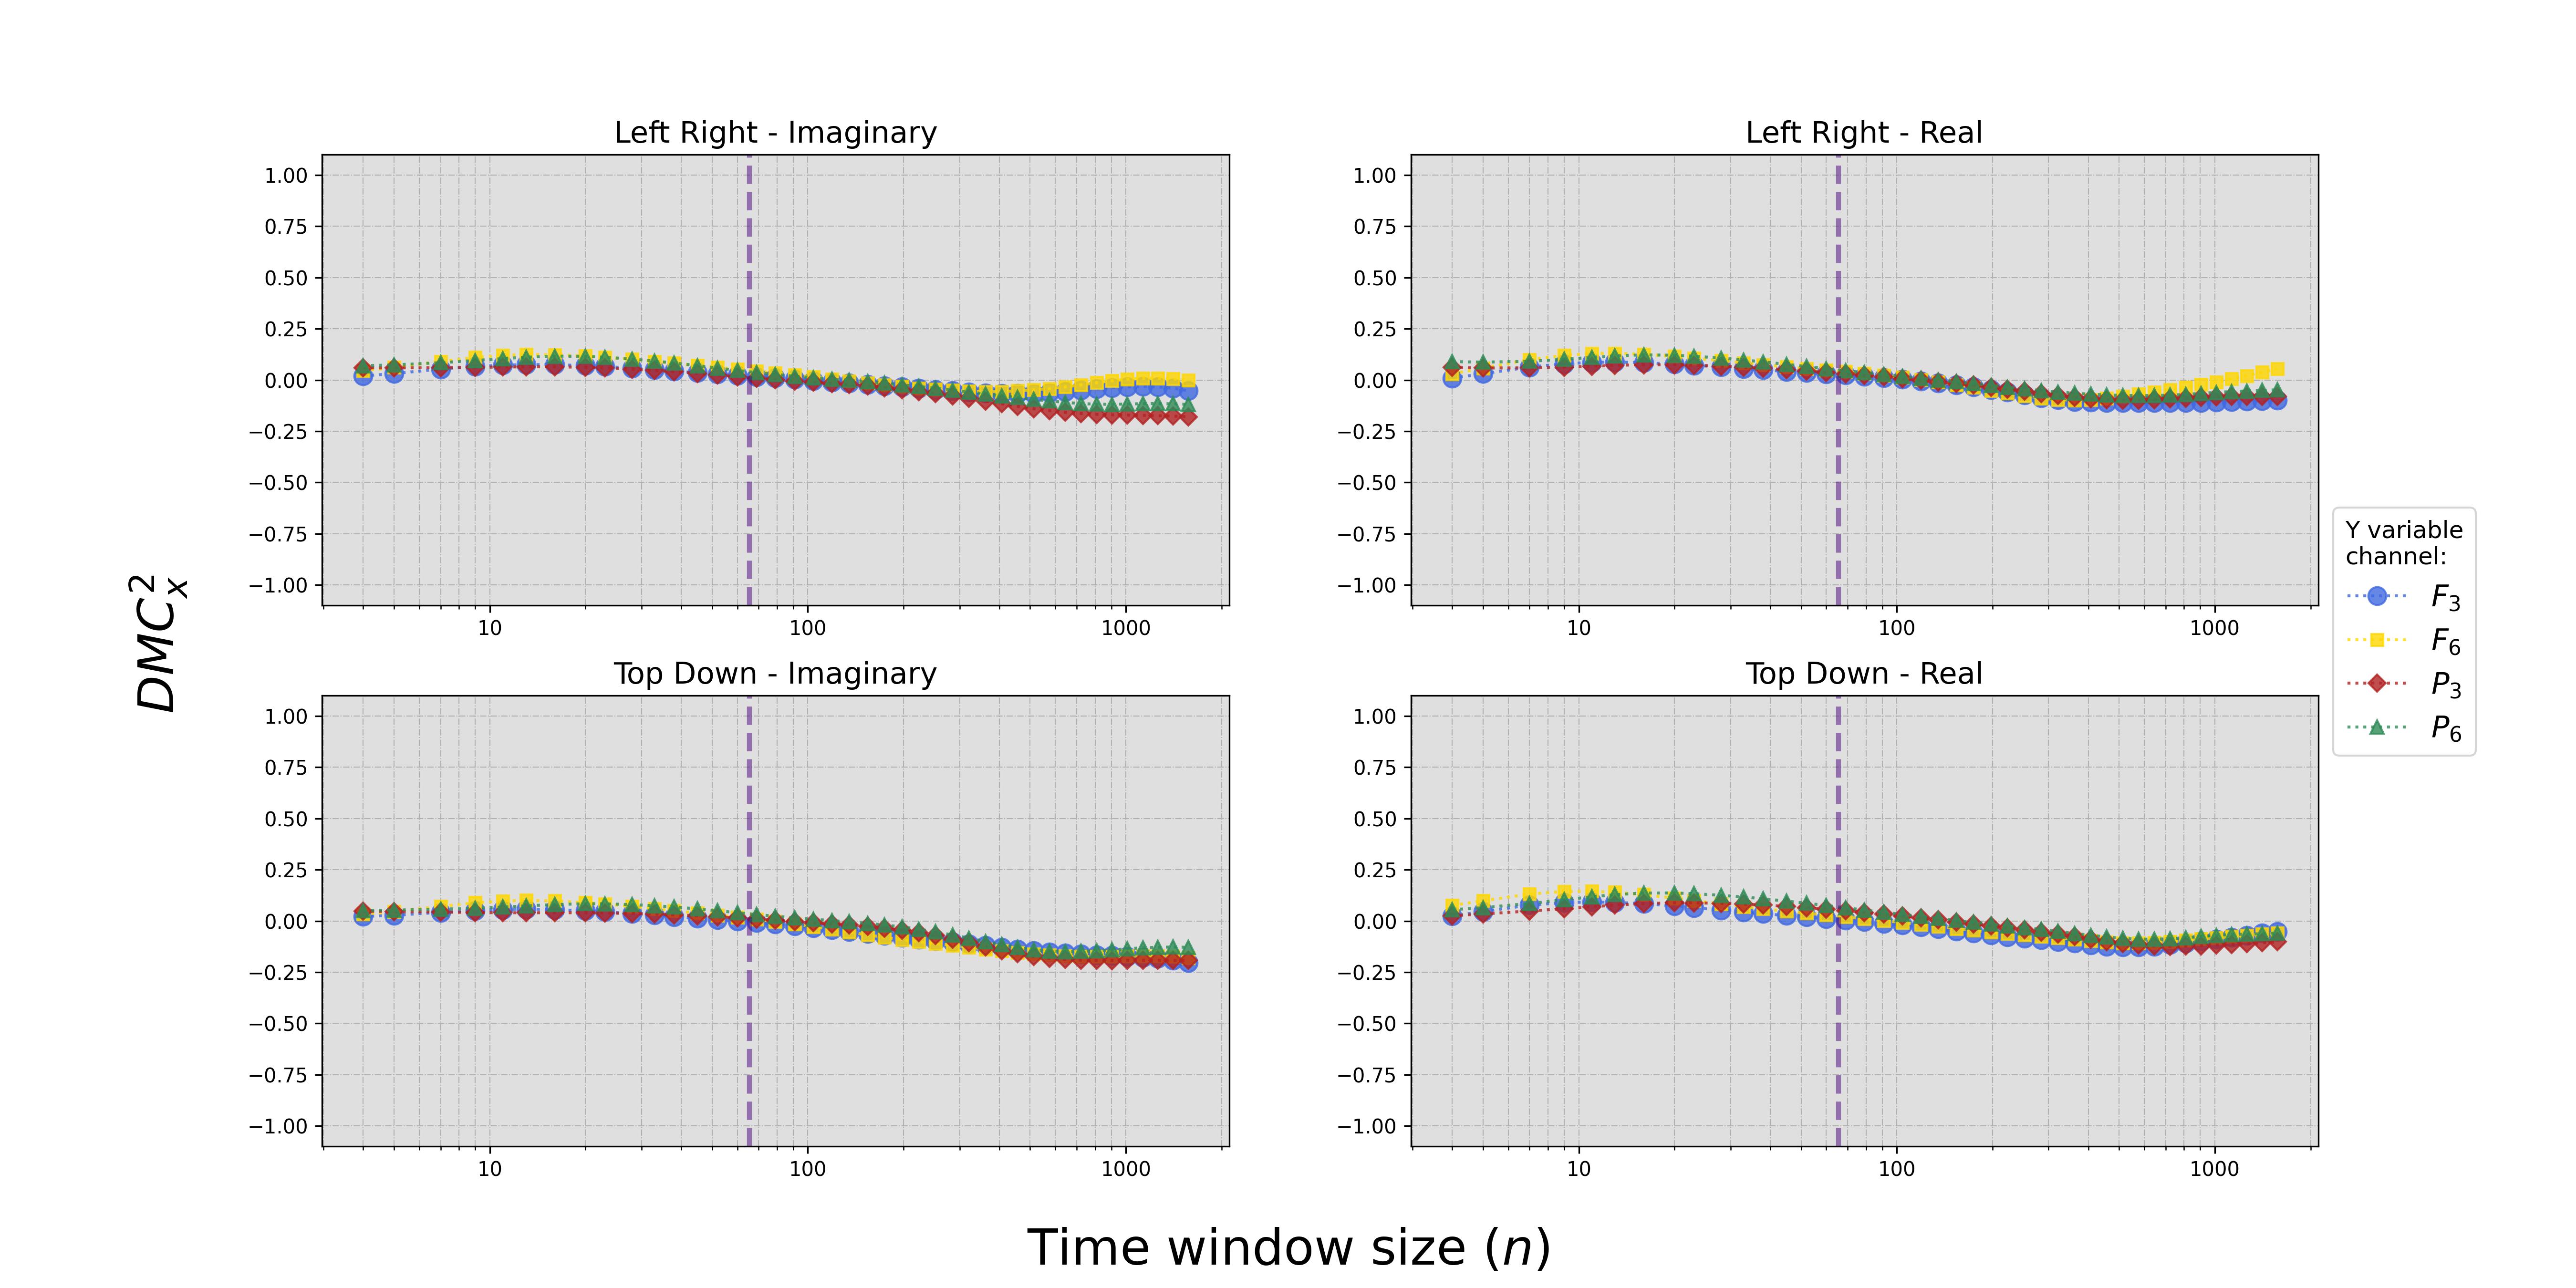 Left Right - Imaginary
1.00
0.75
0.50
0.25
0.00
−0.25
−0.50
−0.75
−1.00
10 100 1000
Left Right - Real
1.00
0.75
0.50
0.25
0.00
−0.25
−0.50
−0.75
−1.00
10 100 1000
Top Down - Imaginary
1.00
0.75
0.50
0.25
0.00
−0.25
−0.50
−0.75
−1.00
10 100 1000
Top Down - Real
1.00
0.75
0.50
0.25
0.00
−0.25
−0.50
−0.75
−1.00
10 100 1000
Y variable
channel:
F₃
F₆
P₃
P₆
DMC²ₓ
Time window size (n)